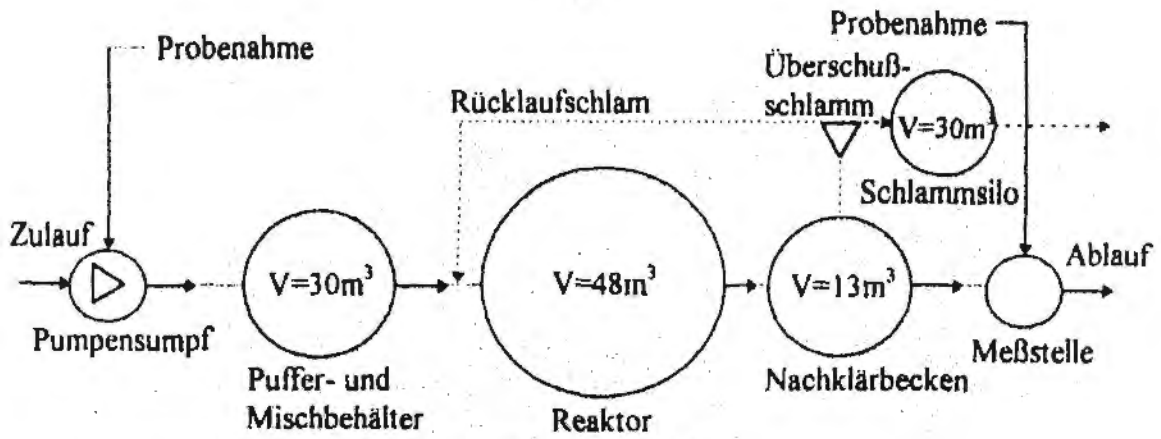 Probenahme
Probenahme
Überschuß-
schlamm
Rücklaufschlam
V=30m³
Schlammsilo
Zulauf
V=30m³
V=48m³
V=13m³
Ablauf
Pumpensumpf
Meßstelle
Puffer- und
Mischbehälter
Reaktor
Nachklärbecken